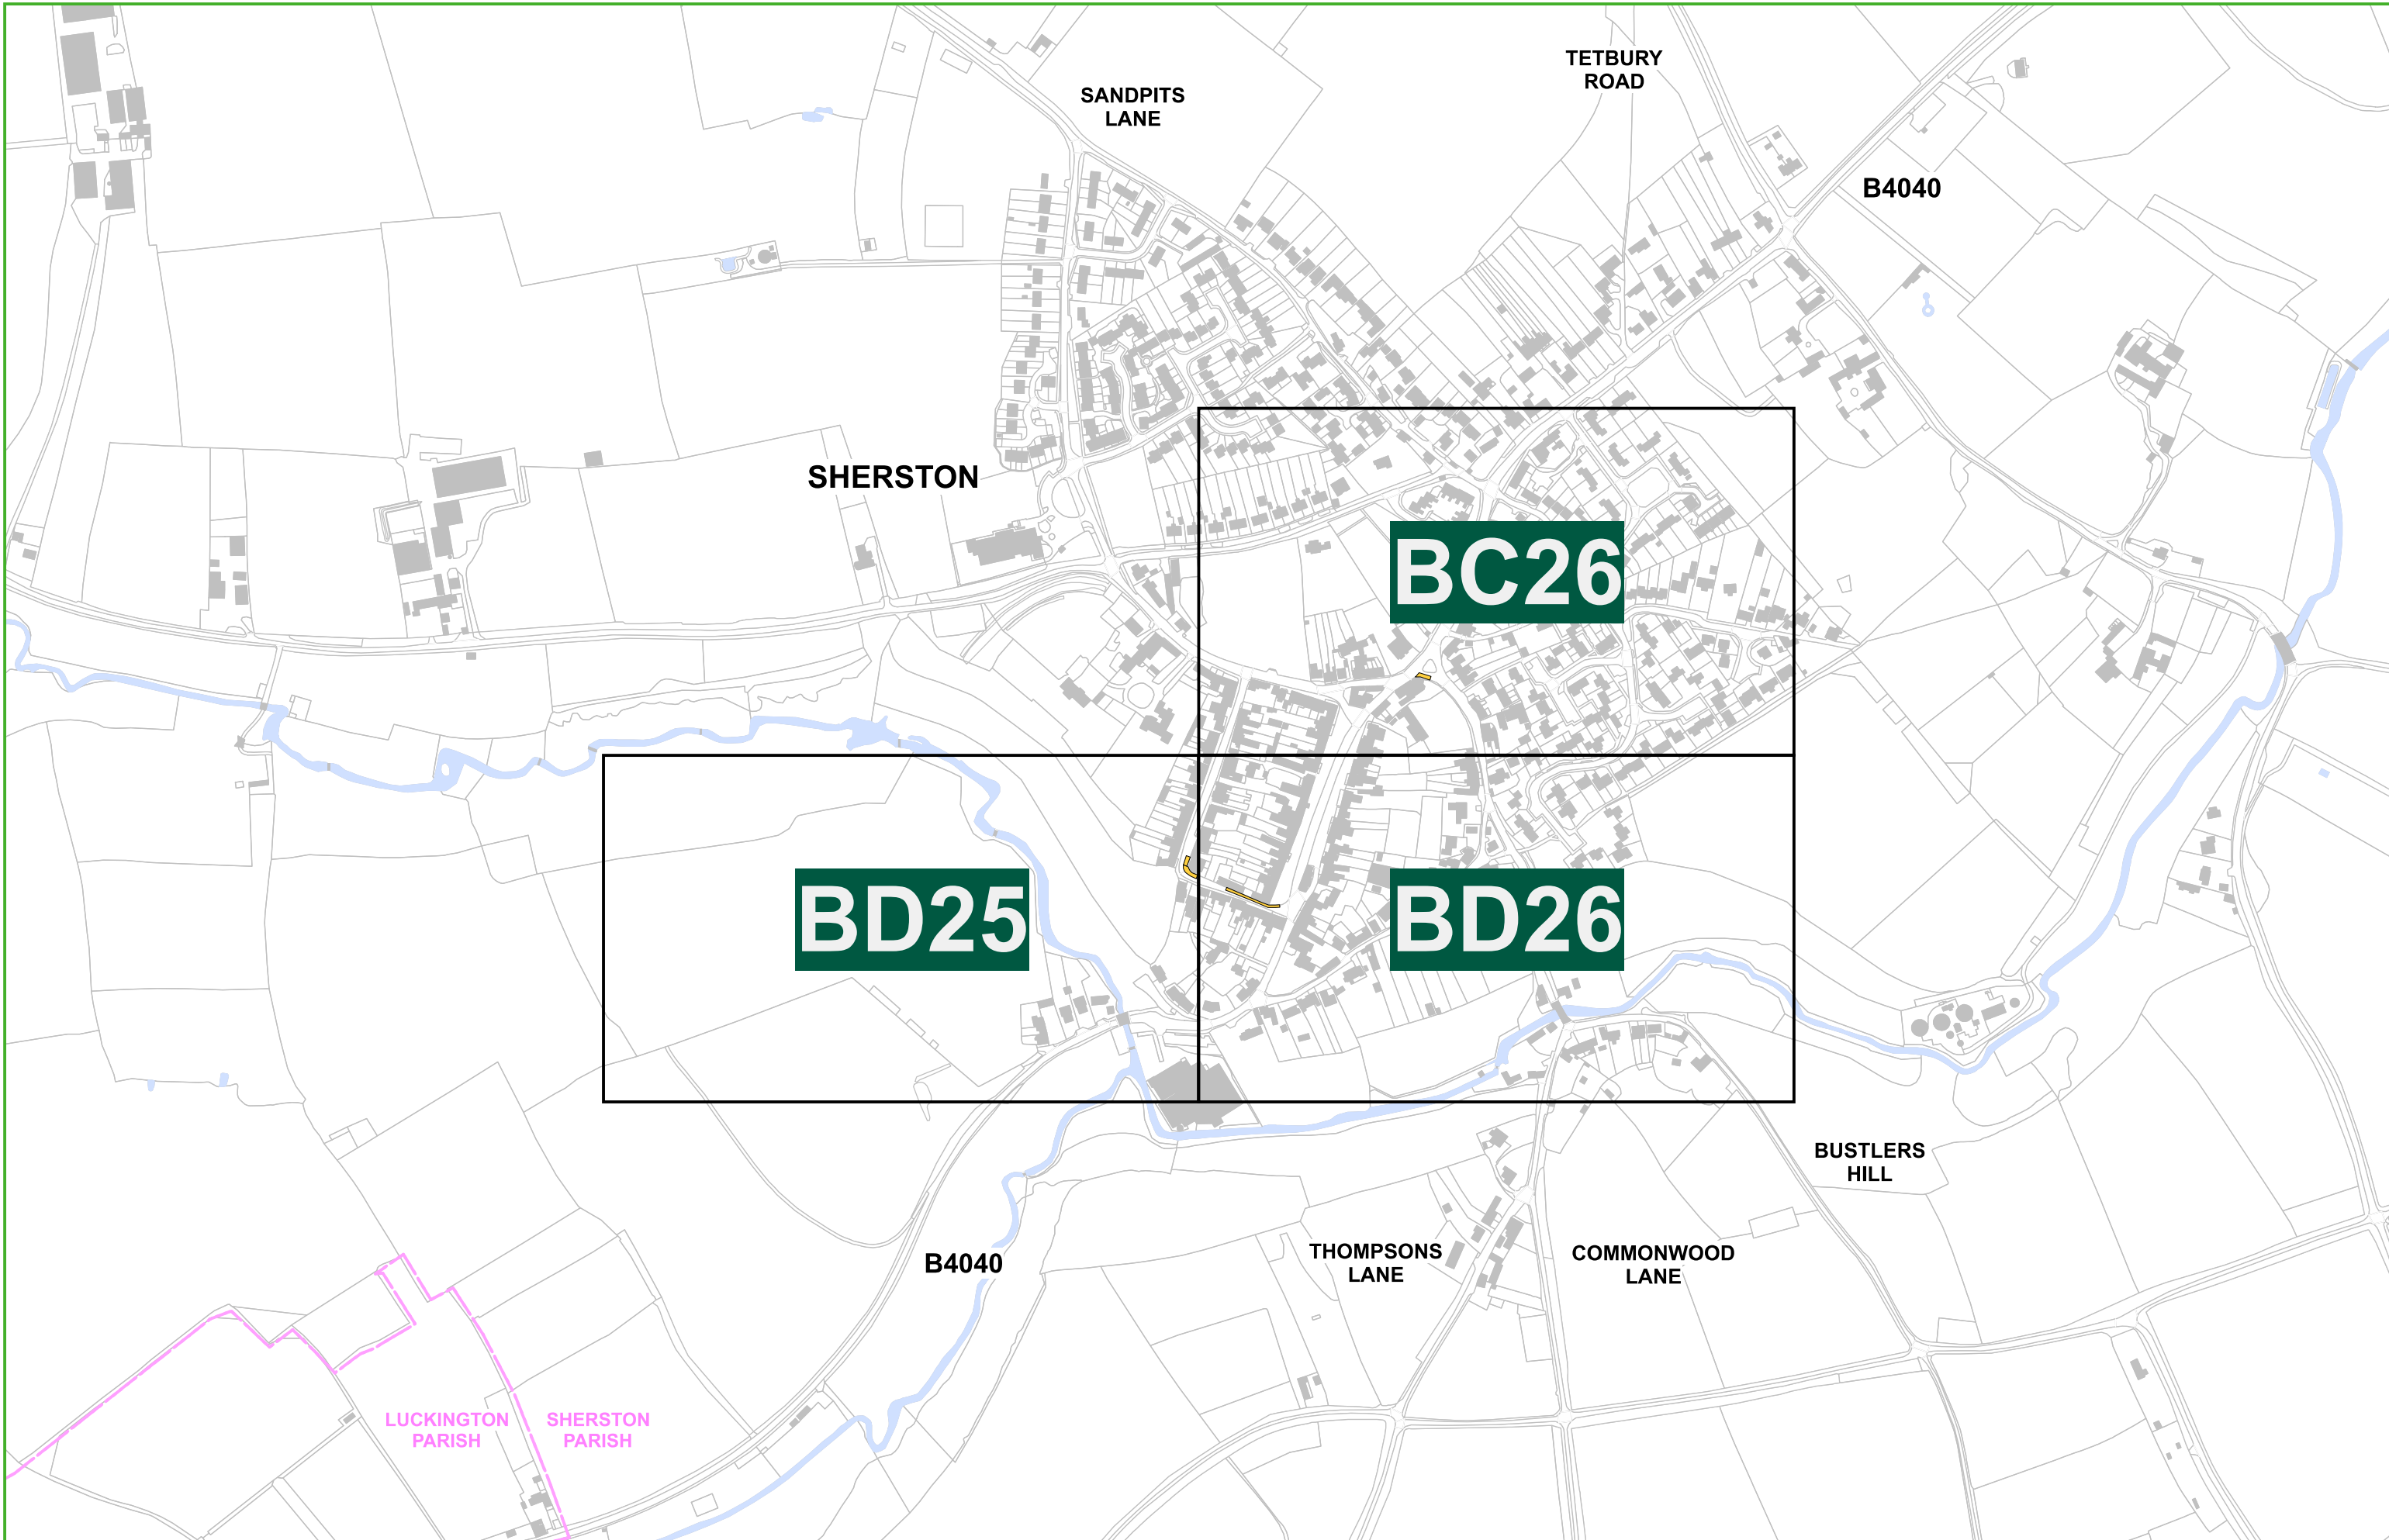 TETBURY
ROAD
SANDPITS
LANE
B4040
SHERSTON
BC26
BD25
BD26
BUSTLERS
HILL
B4040
THOMPSONS
LANE
COMMONWOOD
LANE
LUCKINGTON
PARISH
SHERSTON
PARISH